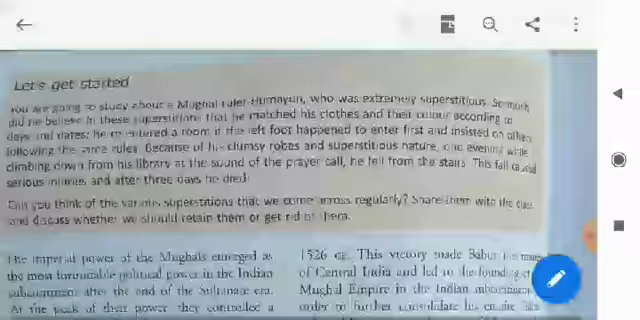 Let's get started
You are going to study about a Mughal ruler Humayun, who was extremely superstitious. So much
did he believe in these superstitions that he matched his clothes and their colour according to
days and dates; he re-entered a room if the left foot happened to enter first and insisted on others
following the same rules. Because of his clumsy robes and superstitious nature, one evening while
climbing down from his library at the sound of the prayer call, he fell from the stairs. This fall caused
serious injuries and after three days he died.
Can you think of the various superstitions that we come across regularly? Share them with the class
and discuss whether we should retain them or get rid of them.
The imperial power of the Mughals emerged as
the most formidable political power in the Indian
subcontinent after the end of the Sultanate era.
At the peak of their power they controlled a
1526 CE. This victory made Babur the
of Central India and led to the founding
Mughal Empire in the Indian subcontinent
order to further consolidate his empire